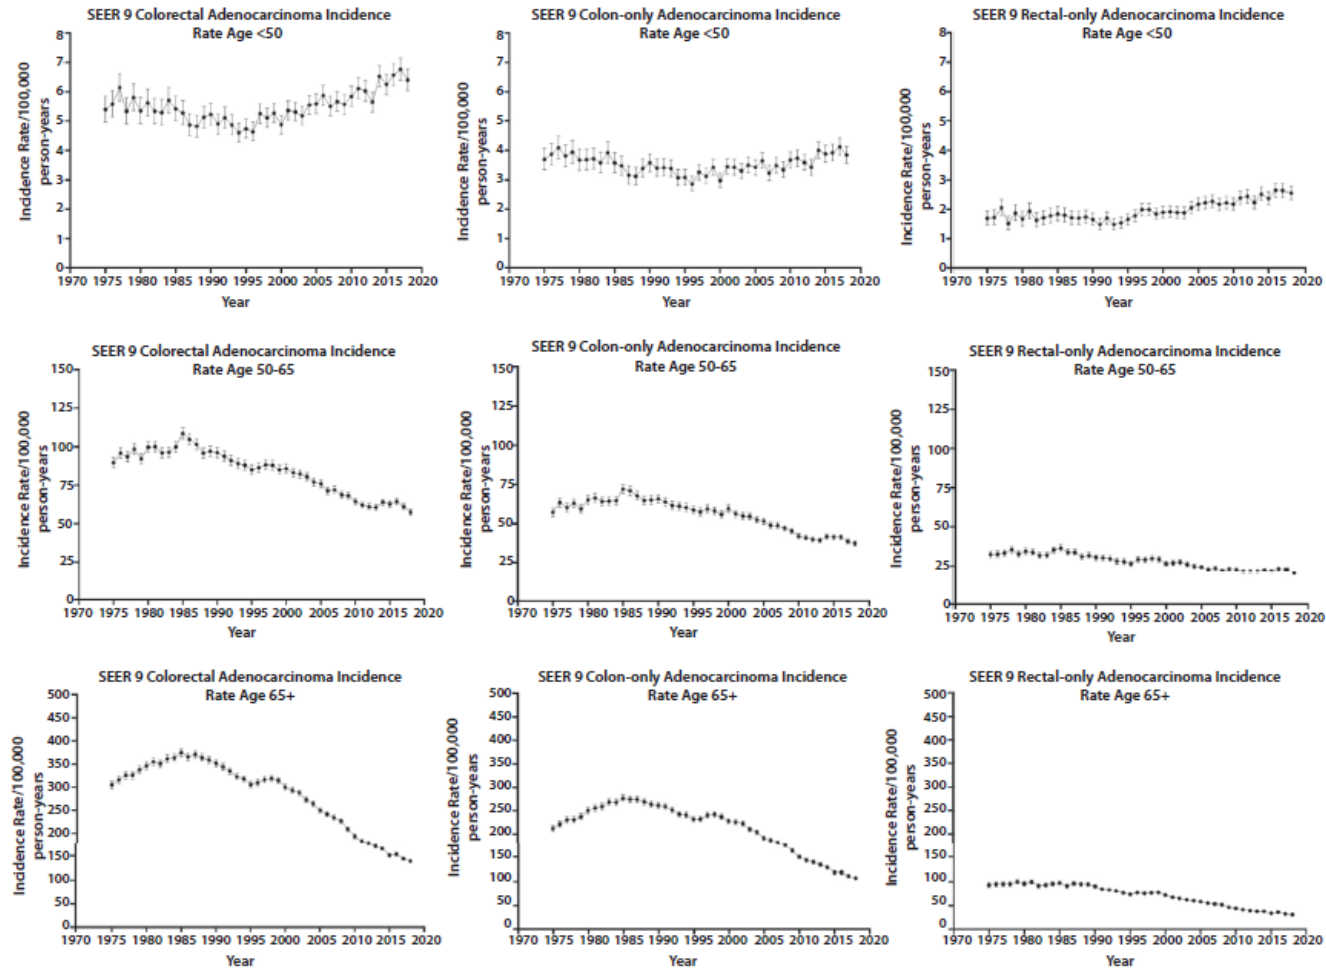 SEER 9 Colorectal Adenocarcinoma Incidence
Rate Age <50
Incidence Rate/100,000
person-years
8
7
6
5
4
3
2
1
0
1970 1975 1980 1985 1990 1995 2000 2005 2010 2015 2020
Year
SEER 9 Colon-only Adenocarcinoma Incidence
Rate Age <50
Incidence Rate/100,000
person-years
8
7
6
5
4
3
2
1
0
1970 1975 1980 1985 1990 1995 2000 2005 2010 2015 2020
Year
SEER 9 Rectal-only Adenocarcinoma Incidence
Rate Age <50
Incidence Rate/100,000
person-years
8
7
6
5
4
3
2
1
0
1970 1975 1980 1985 1990 1995 2000 2005 2010 2015 2020
Year
SEER 9 Colorectal Adenocarcinoma Incidence
Rate Age 50-65
Incidence Rate/100,000
person-years
150
125
100
75
50
25
0
1970 1975 1980 1985 1990 1995 2000 2005 2010 2015 2020
Year
SEER 9 Colon-only Adenocarcinoma Incidence
Rate Age 50-65
Incidence Rate/100,000
person-years
150
125
100
75
50
25
0
1970 1975 1980 1985 1990 1995 2000 2005 2010 2015 2020
Year
SEER 9 Rectal-only Adenocarcinoma Incidence
Rate Age 50-65
Incidence Rate/100,000
person-years
150
125
100
75
50
25
0
1970 1975 1980 1985 1990 1995 2000 2005 2010 2015 2020
Year
SEER 9 Colorectal Adenocarcinoma Incidence
Rate Age 65+
Incidence Rate/100,000
person-years
500
450
400
350
300
250
200
150
100
50
0
1970 1975 1980 1985 1990 1995 2000 2005 2010 2015 2020
Year
SEER 9 Colon-only Adenocarcinoma Incidence
Rate Age 65+
Incidence Rate/100,000
person-years
500
450
400
350
300
250
200
150
100
50
0
1970 1975 1980 1985 1990 1995 2000 2005 2010 2015 2020
Year
SEER 9 Rectal-only Adenocarcinoma Incidence
Rate Age 65+
Incidence Rate/100,000
person-years
500
450
400
350
300
250
200
150
100
50
0
1970 1975 1980 1985 1990 1995 2000 2005 2010 2015 2020
Year